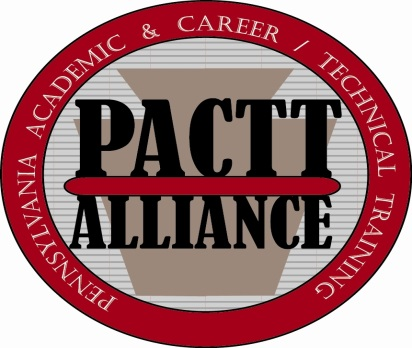 PENNSYLVANIA ACADEMIC & CAREER / TECHNICAL TRAINING
PACTT
ALLIANCE